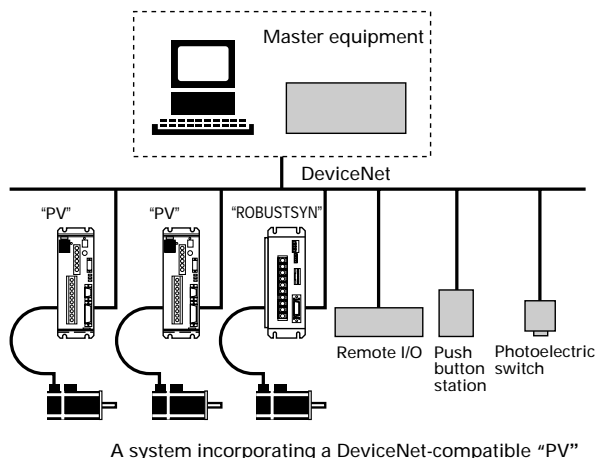 Master equipment
DeviceNet
“PV”
“PV”
“ROBUSTSYN”
Remote I/O
Push
button
station
Photoelectric
switch
A system incorporating a DeviceNet-compatible “PV”